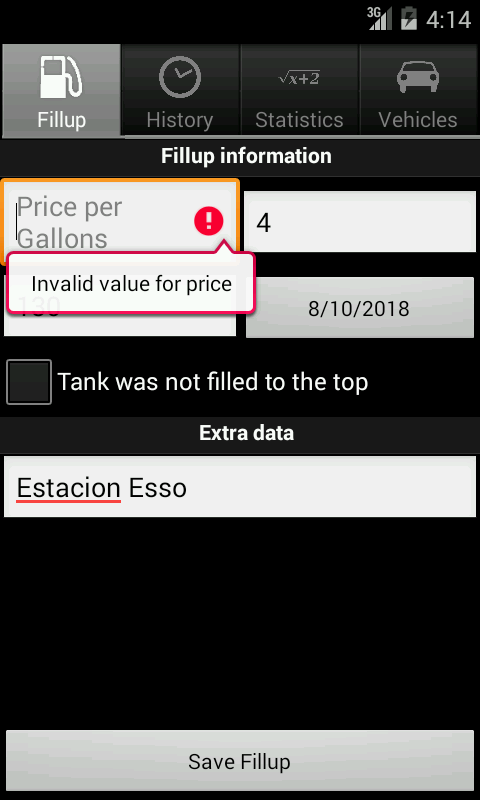 3G 4:14
Fillup History √x+2 Statistics Vehicles
Fillup information
Price per
Gallons
4
Invalid value for price
130
8/10/2018
Tank was not filled to the top
Extra data
Estacion Esso
Save Fillup